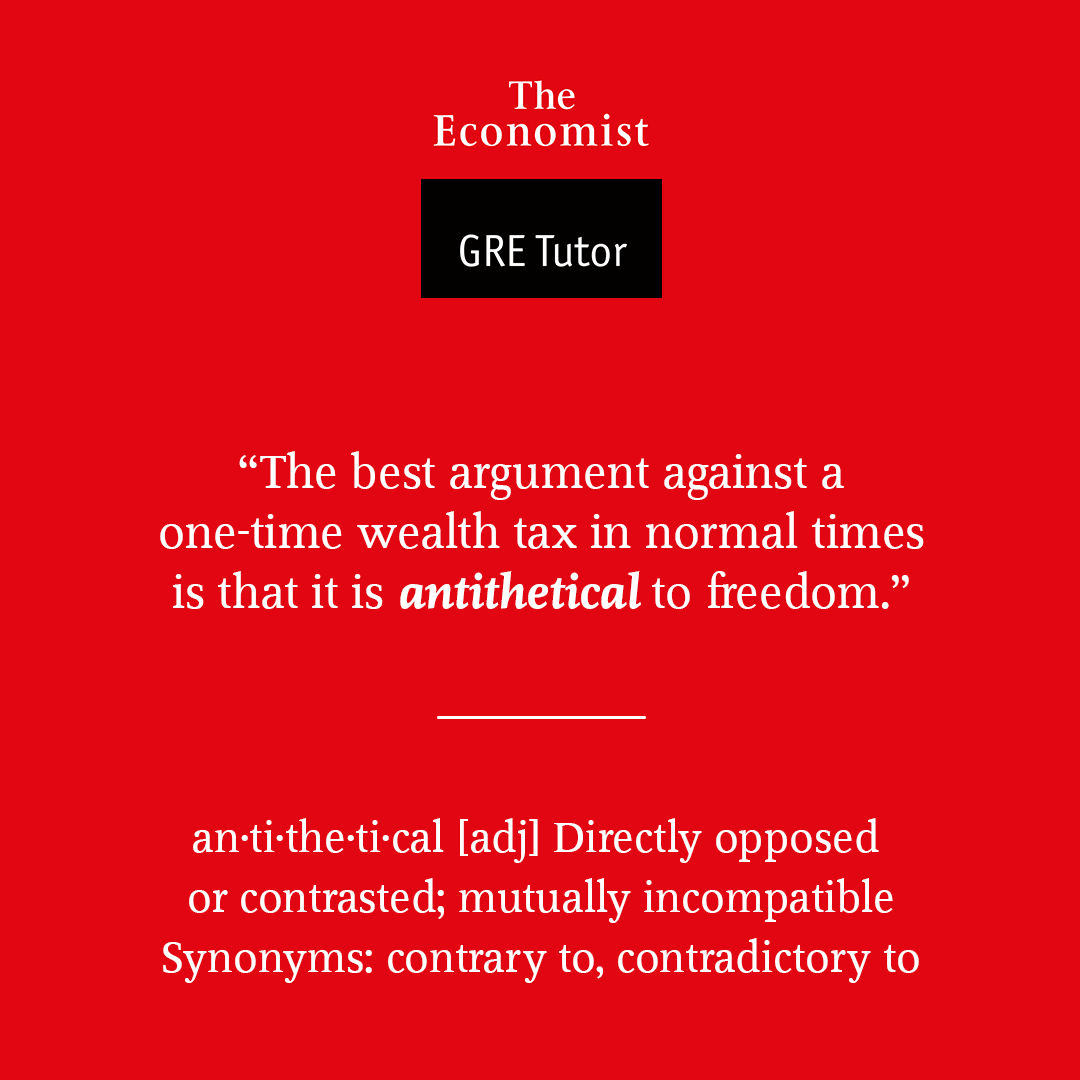 The
Economist
GRE Tutor
“The best argument against a
one-time wealth tax in normal times
is that it is antithetical to freedom.”
an·ti·the·ti·cal [adj] Directly opposed
or contrasted; mutually incompatible
Synonyms: contrary to, contradictory to